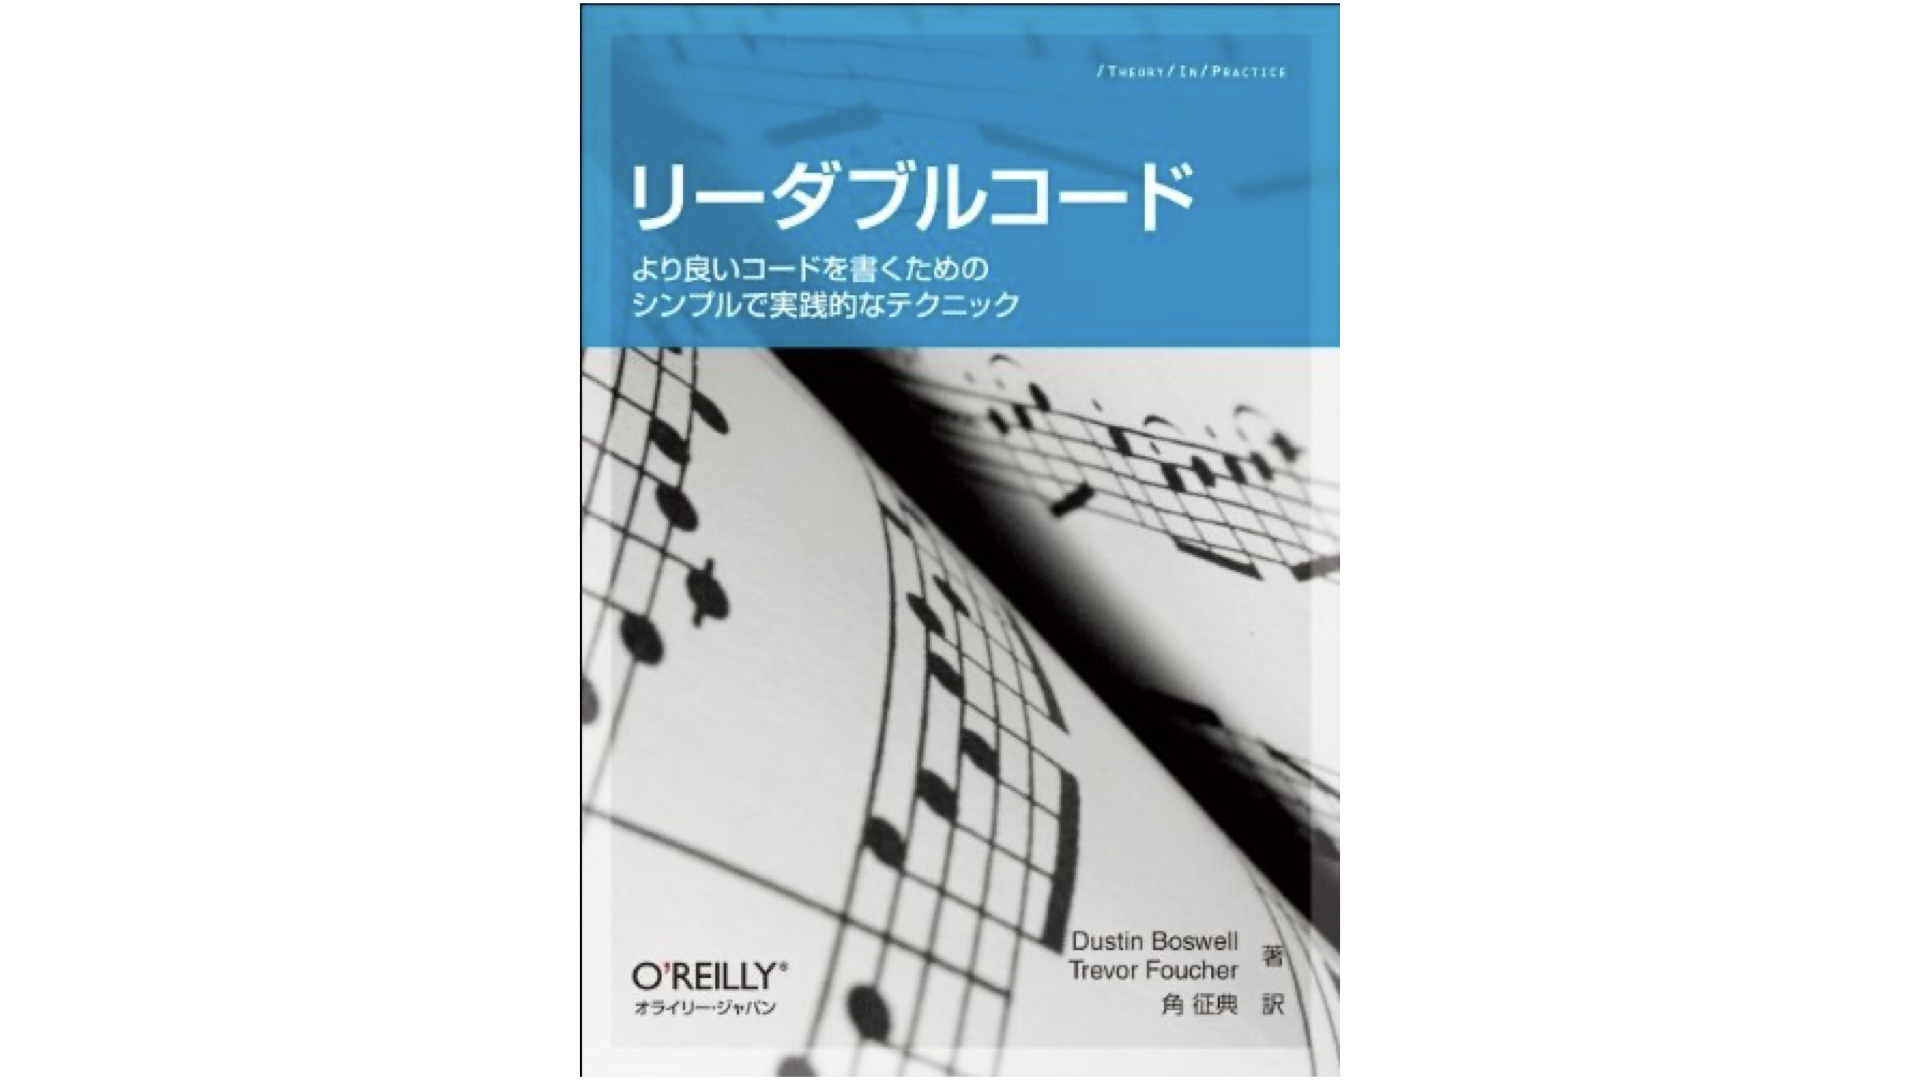 /THEORY/IN/PRACTICE
リーダブルコード
より良いコードを書くための
シンプルで実践的なテクニック
Dustin Boswell
Trevor Foucher
著
角 征典 訳
O'REILLY®
オライリー・ジャパン